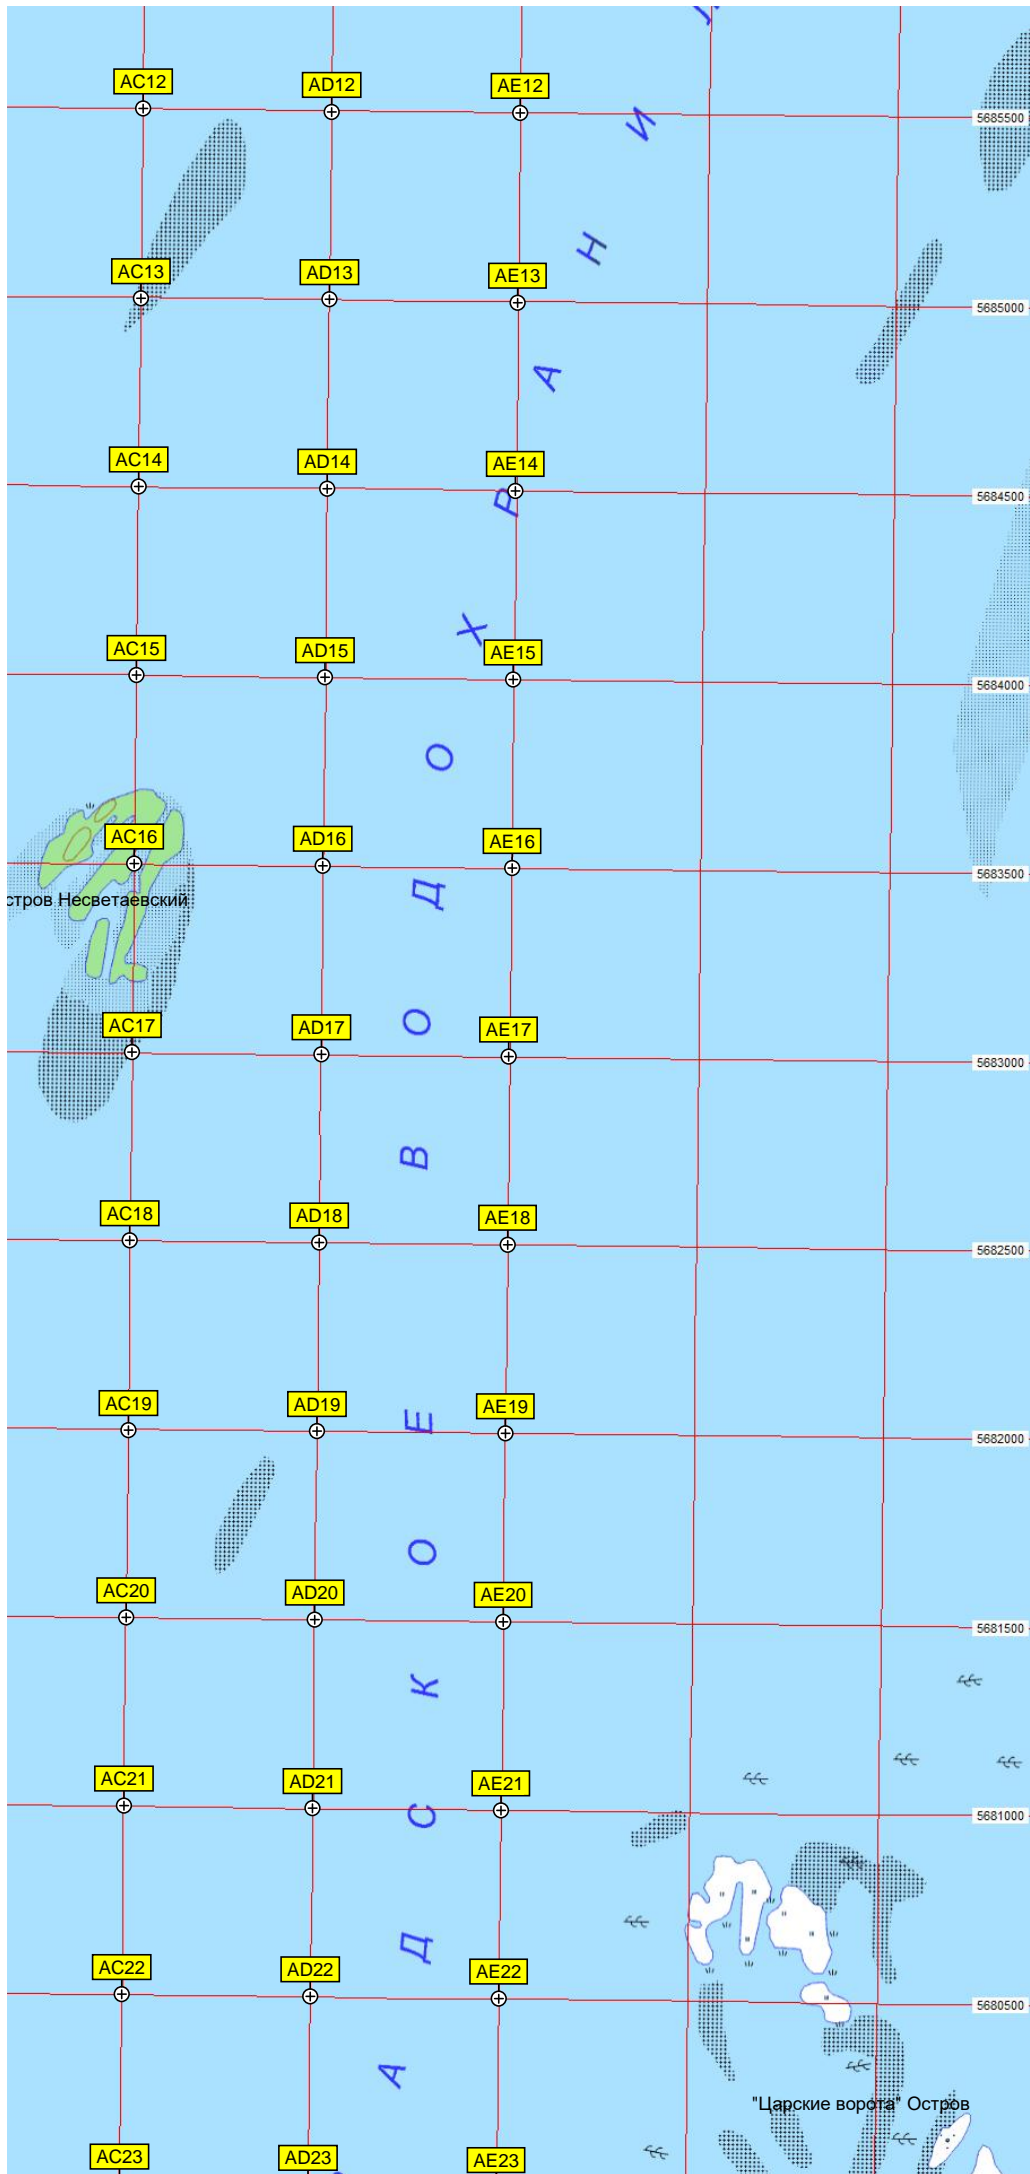 AC12 AD12 AE12
5685500
AC13 AD13 AE13
5685000
AC14 AD14 AE14
5684500
AC15 AD15 AE15
5684000
AC16 AD16 AE16
5683500
стров Несветаевский
AC17 AD17 AE17
5683000
AC18 AD18 AE18
5682500
AC19 AD19 AE19
5682000
AC20 AD20 AE20
5681500
AC21 AD21 AE21
5681000
AC22 AD22 AE22
5680500
"Царские ворота" Остров
AC23 AD23 AE23
А Д С К О Е В О Д О Х Р А Н И Л